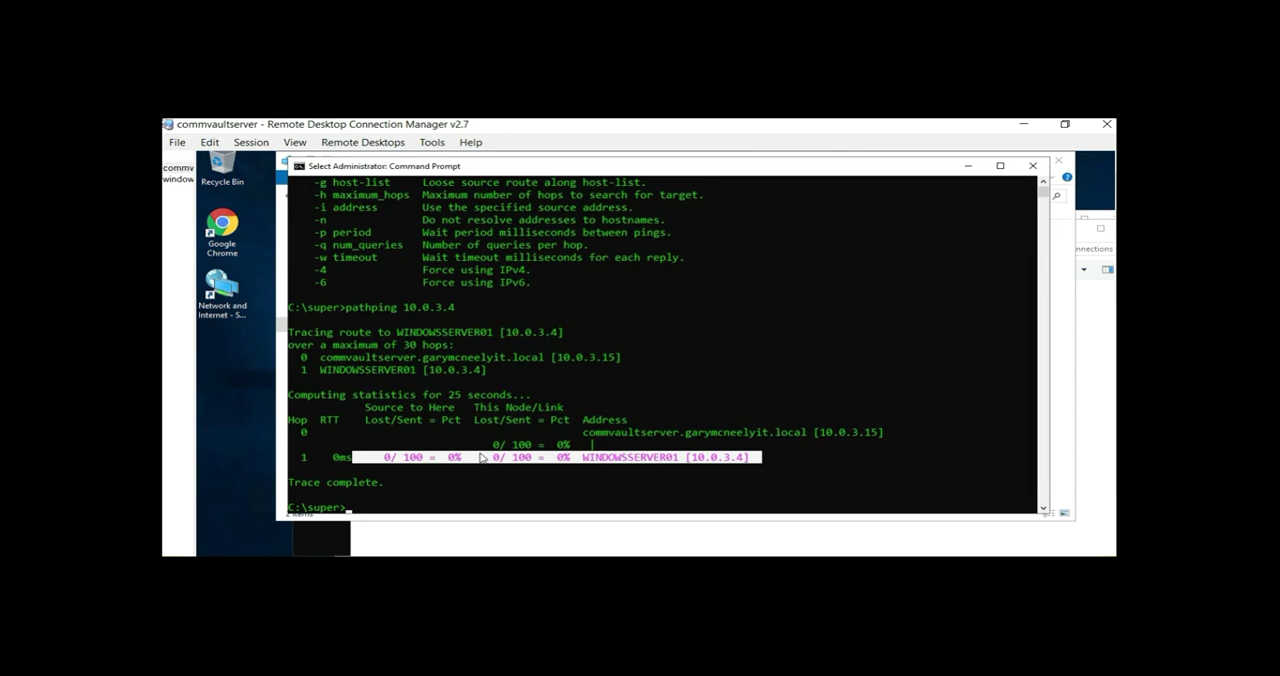 commvaultserver - Remote Desktop Connection Manager v2.7
File Edit Session View Remote Desktops Tools Help
commv
window
Recycle Bin
Google
Chrome
Network and
Internet - S...
Select Administrator: Command Prompt
-g host-list Loose source route along host-list.
-h maximum_hops Maximum number of hops to search for target.
-i address Use the specified source address.
-n Do not resolve addresses to hostnames.
-p period Wait period milliseconds between pings.
-q num_queries Number of queries per hop.
-w timeout Wait timeout milliseconds for each reply.
-4 Force using IPv4.
-6 Force using IPv6.
C:\super>pathping 10.0.3.4
Tracing route to WINDOWSSERVER01 [10.0.3.4]
over a maximum of 30 hops:
0 commvaultserver.garymcneelyit.local [10.0.3.15]
1 WINDOWSSERVER01 [10.0.3.4]
Computing statistics for 25 seconds...
Source to Here This Node/Link
Hop RTT Lost/Sent = Pct Lost/Sent = Pct Address
0 commvaultserver.garymcneelyit.local [10.0.3.15]
0/ 100 = 0% |
1 0ms 0/ 100 = 0% 0/ 100 = 0% WINDOWSSERVER01 [10.0.3.4]
Trace complete.
C:\super>
nnections